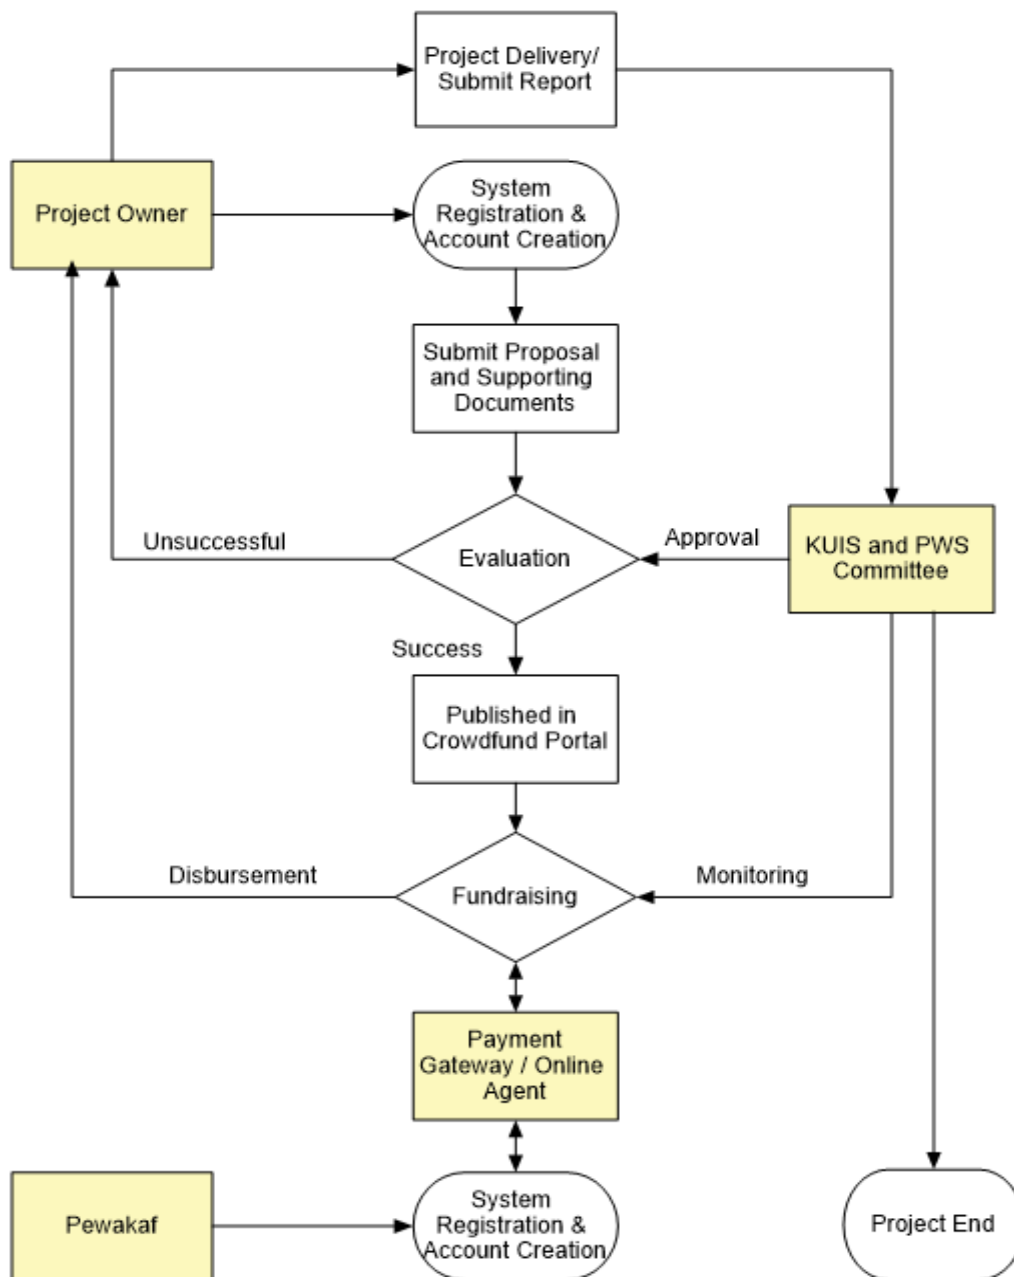 Project Delivery/
Submit Report
Project Owner
System
Registration &
Account Creation
Submit Proposal
and Supporting
Documents
Unsuccessful
Evaluation
Approval
KUIS and PWS
Committee
Success
Published in
Crowdfund Portal
Disbursement
Fundraising
Monitoring
Payment
Gateway / Online
Agent
Pewakaf
System
Registration &
Account Creation
Project End